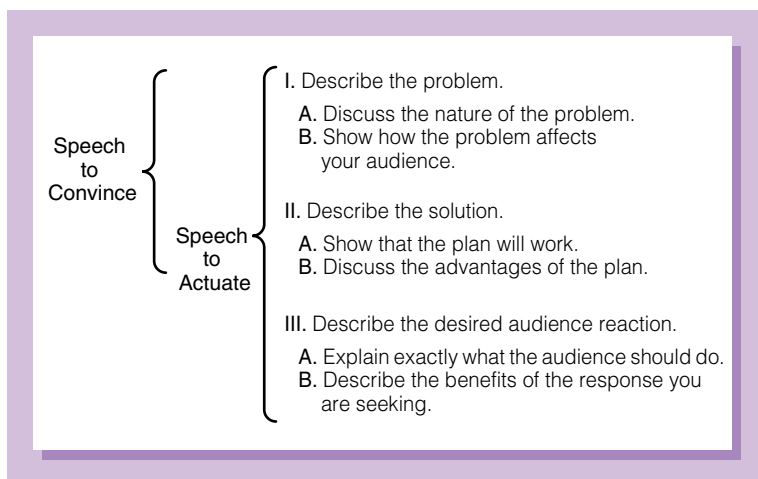 Speech
to
Convince
Speech
to
Actuate
I. Describe the problem.
A. Discuss the nature of the problem.
B. Show how the problem affects
your audience.
II. Describe the solution.
A. Show that the plan will work.
B. Discuss the advantages of the plan.
III. Describe the desired audience reaction.
A. Explain exactly what the audience should do.
B. Describe the benefits of the response you
are seeking.